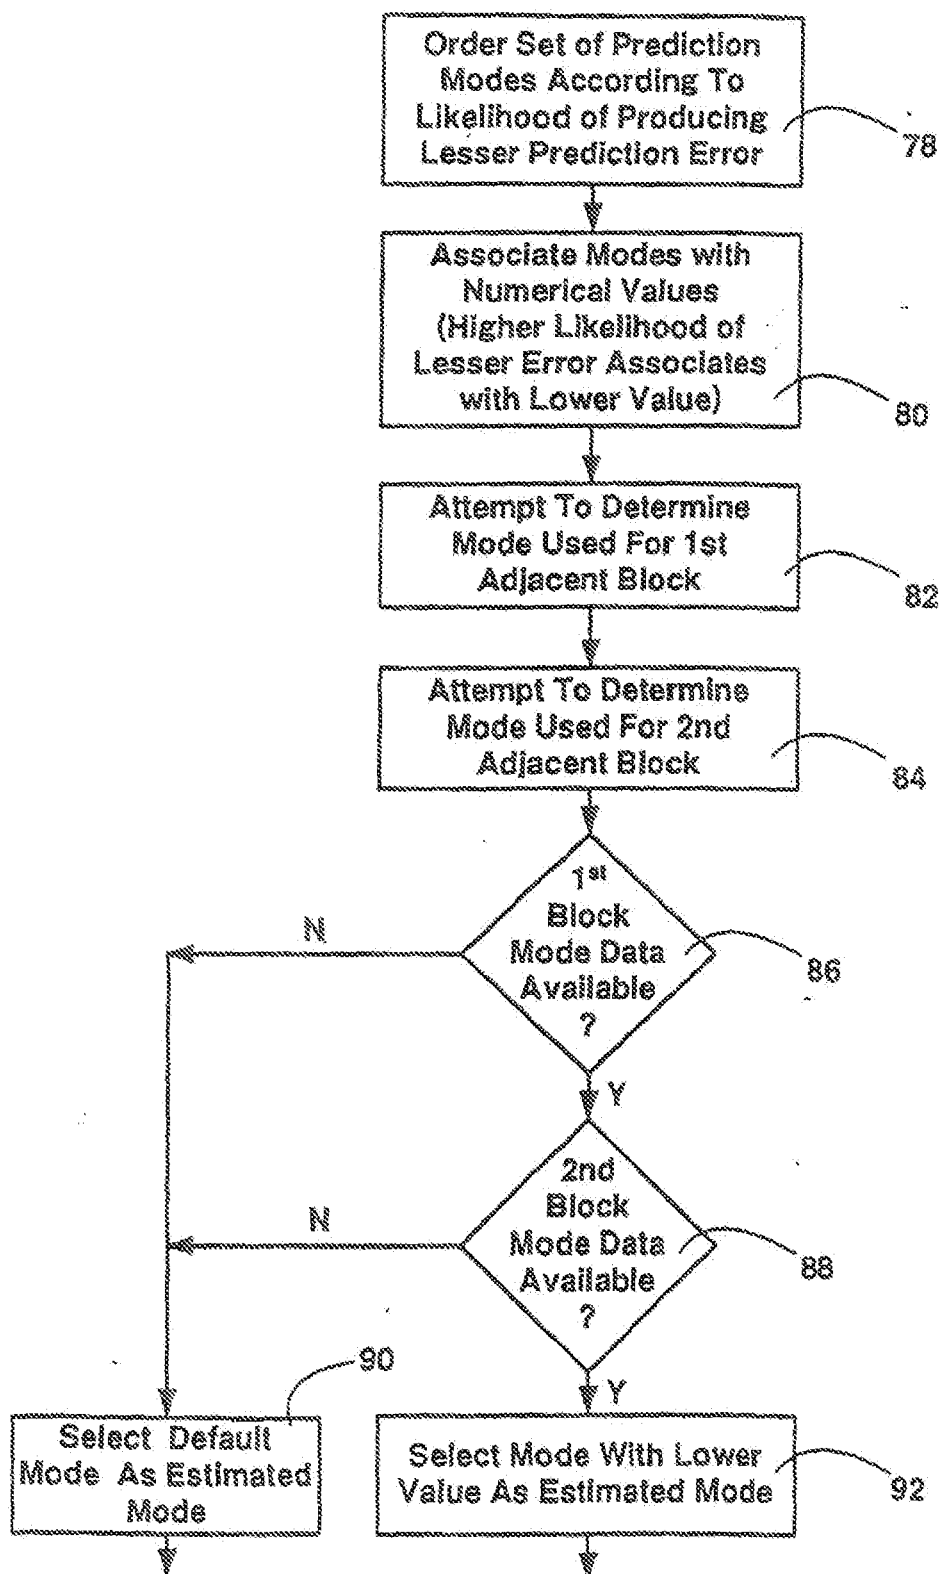 Order Set of Prediction
Modes According To
Likelihood of Producing
Lesser Prediction Error
78
Associate Modes with
Numerical Values
(Higher Likelihood of
Lesser Error Associates
with Lower Value)
80
Attempt To Determine
Mode Used For 1st
Adjacent Block
82
Attempt To Determine
Mode Used For 2nd
Adjacent Block
84
1st
Block
Mode Data
Available
?
86
N
Y
2nd
Block
Mode Data
Available
?
88
N
Y
90
Select Default
Mode As Estimated
Mode
Select Mode With Lower
Value As Estimated Mode
92